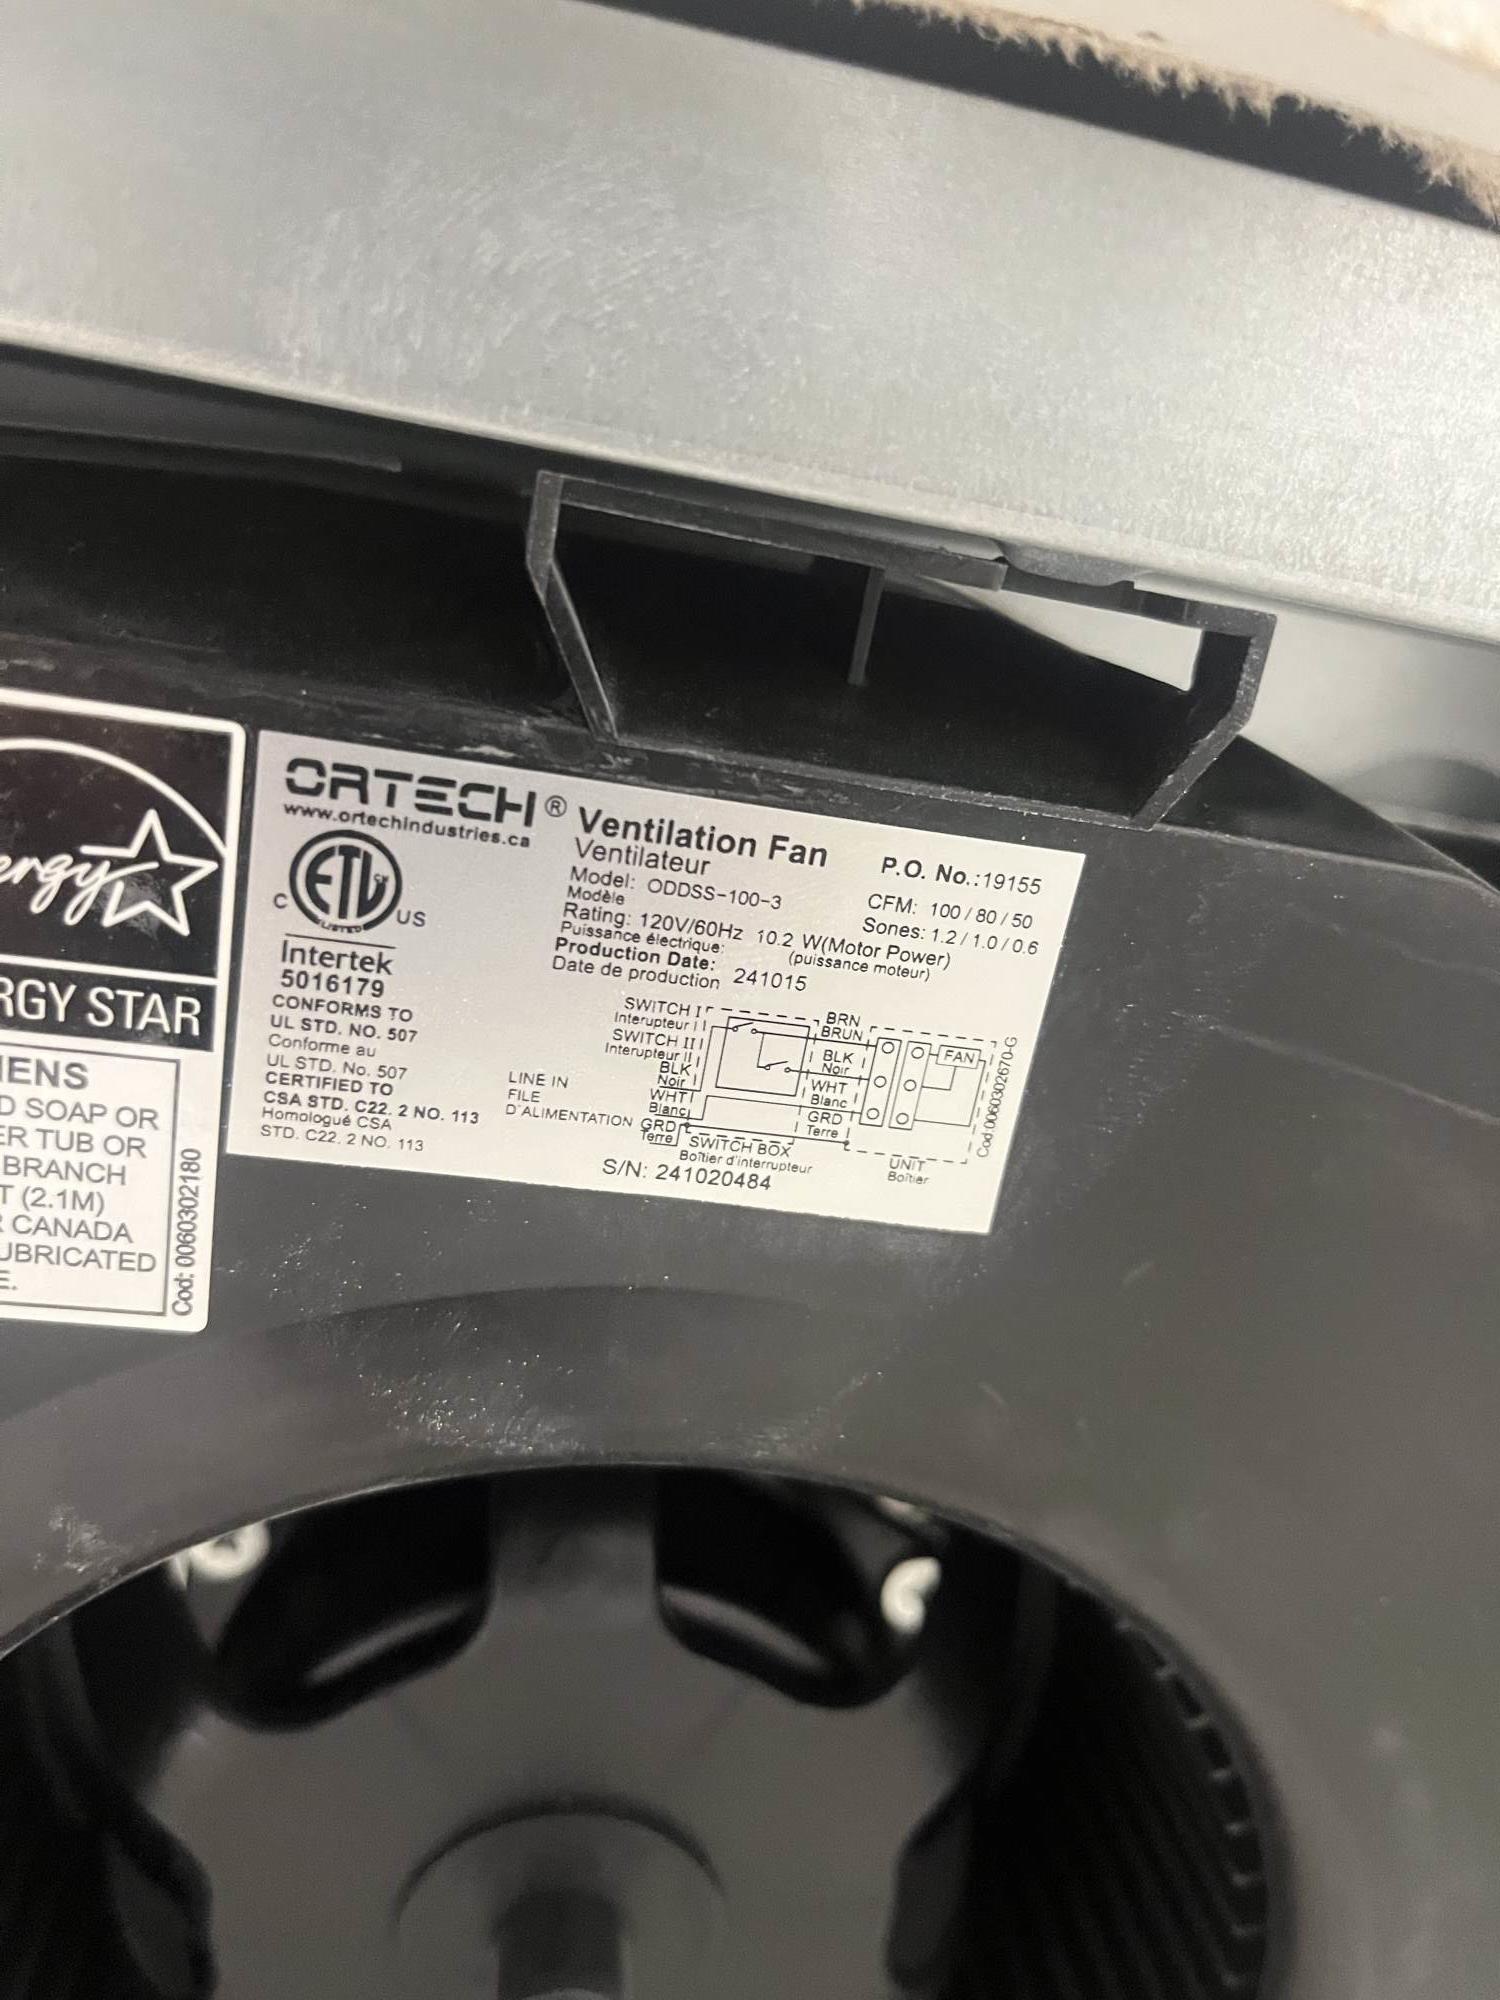 ergy
RGY STAR
IENS
D SOAP OR
ER TUB OR
BRANCH
T (2.1M)
CANADA
UBRICATED
E.
Cod: 0060302180
ORTECH®
www.ortechindustries.ca
ETL CM
LISTED
C US
Intertek
5016179
CONFORMS TO
UL STD. NO. 507
Conforme au
UL STD. No. 507
CERTIFIED TO
CSA STD. C22. 2 NO. 113
Homologué CSA
STD. C22. 2 NO. 113
Ventilation Fan
Ventilateur
P.O. No.:19155
Model: ODDSS-100-3
Modèle
CFM: 100/80/50
Sones: 1.2/1.0/0.6
Rating: 120V/60Hz 10.2 W(Motor Power)
Puissance électrique: (puissance moteur)
Production Date: 241015
Date de production
SWITCH I
Interupteur I
SWITCH II
Interupteur II
BLK
Noir
WHT
Blanc
GRD
Terre
LINE IN
FILE
D'ALIMENTATION
BRN
BRUN
BLK
Noir
WHT
Blanc
GRD
Terre
FAN
SWITCH BOX
Boîtier d'interrupteur
UNIT
Boîtier
S/N: 241020484
Cod:0060302670-G